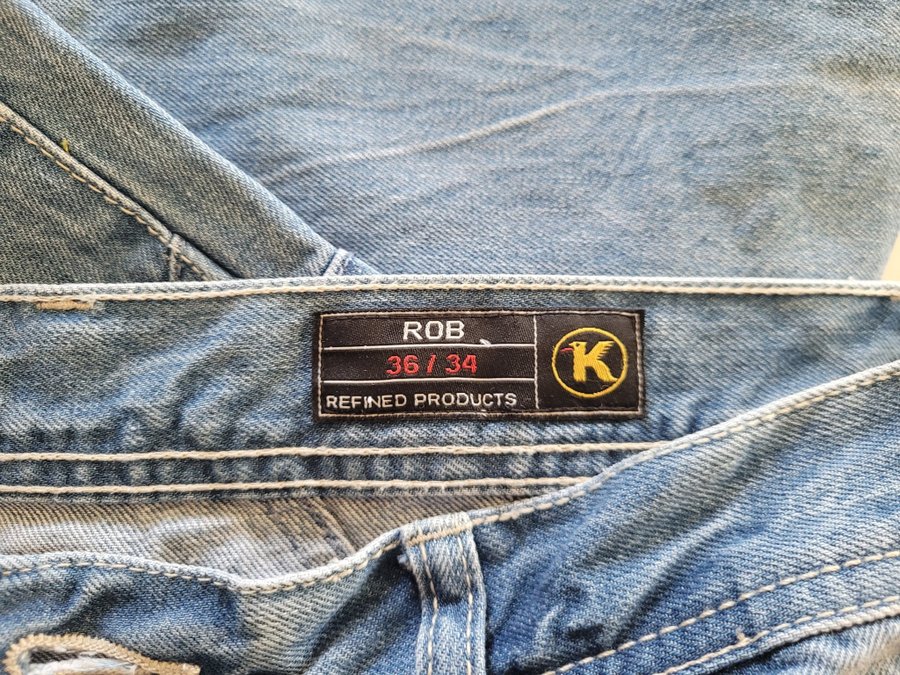 ROB
36 / 34
REFINED PRODUCTS
K